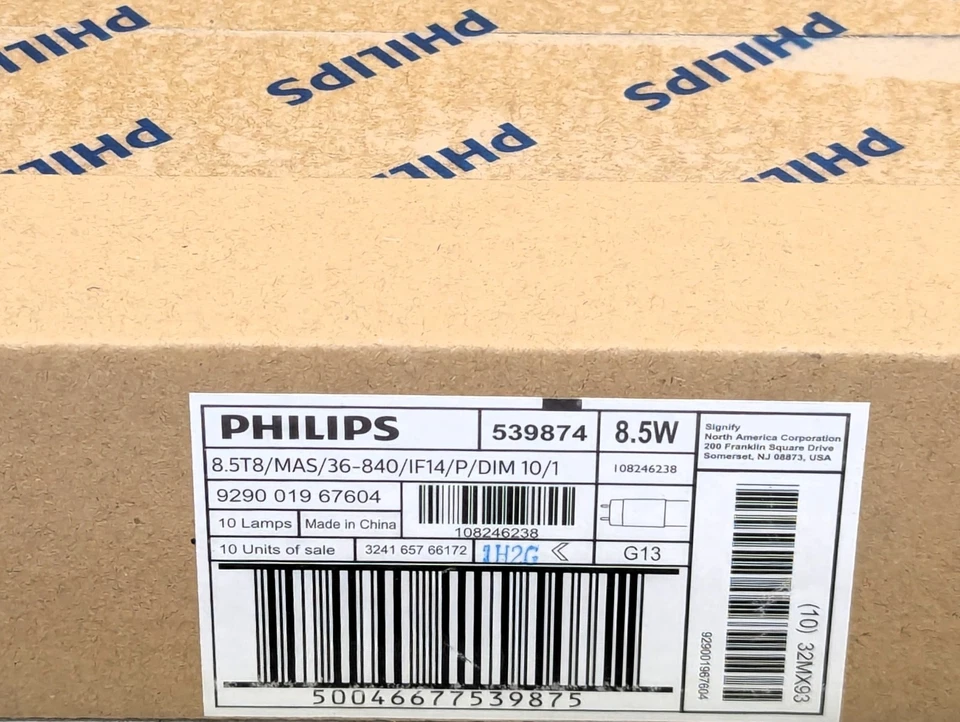 PHILIPS
PHILIPS
PHILIPS
PHILIPS
PHILIPS
PHILIPS
PHILIPS
539874
8.5W
Signify
North America Corporation
200 Franklin Square Drive
Somerset, NJ 08873, USA
8.5T8/MAS/36-840/IF14/P/DIM 10/1
108246238
9290 019 67604
108246238
10 Lamps
Made in China
10 Units of sale
3241 657 66172
1H2G
G13
50046677539875
929001967604
(10) 32MX93